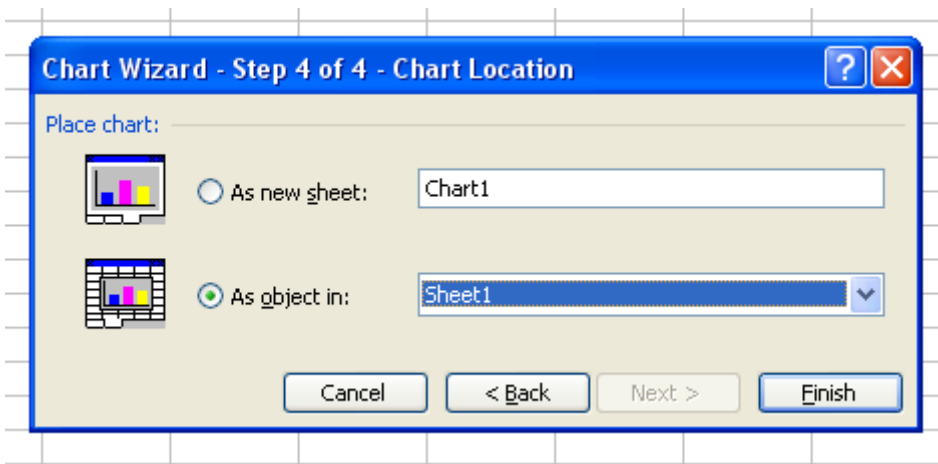 Chart Wizard - Step 4 of 4 - Chart Location
?
Place chart:
As new sheet: Chart1
As object in: Sheet1
Cancel < Back Next > Finish